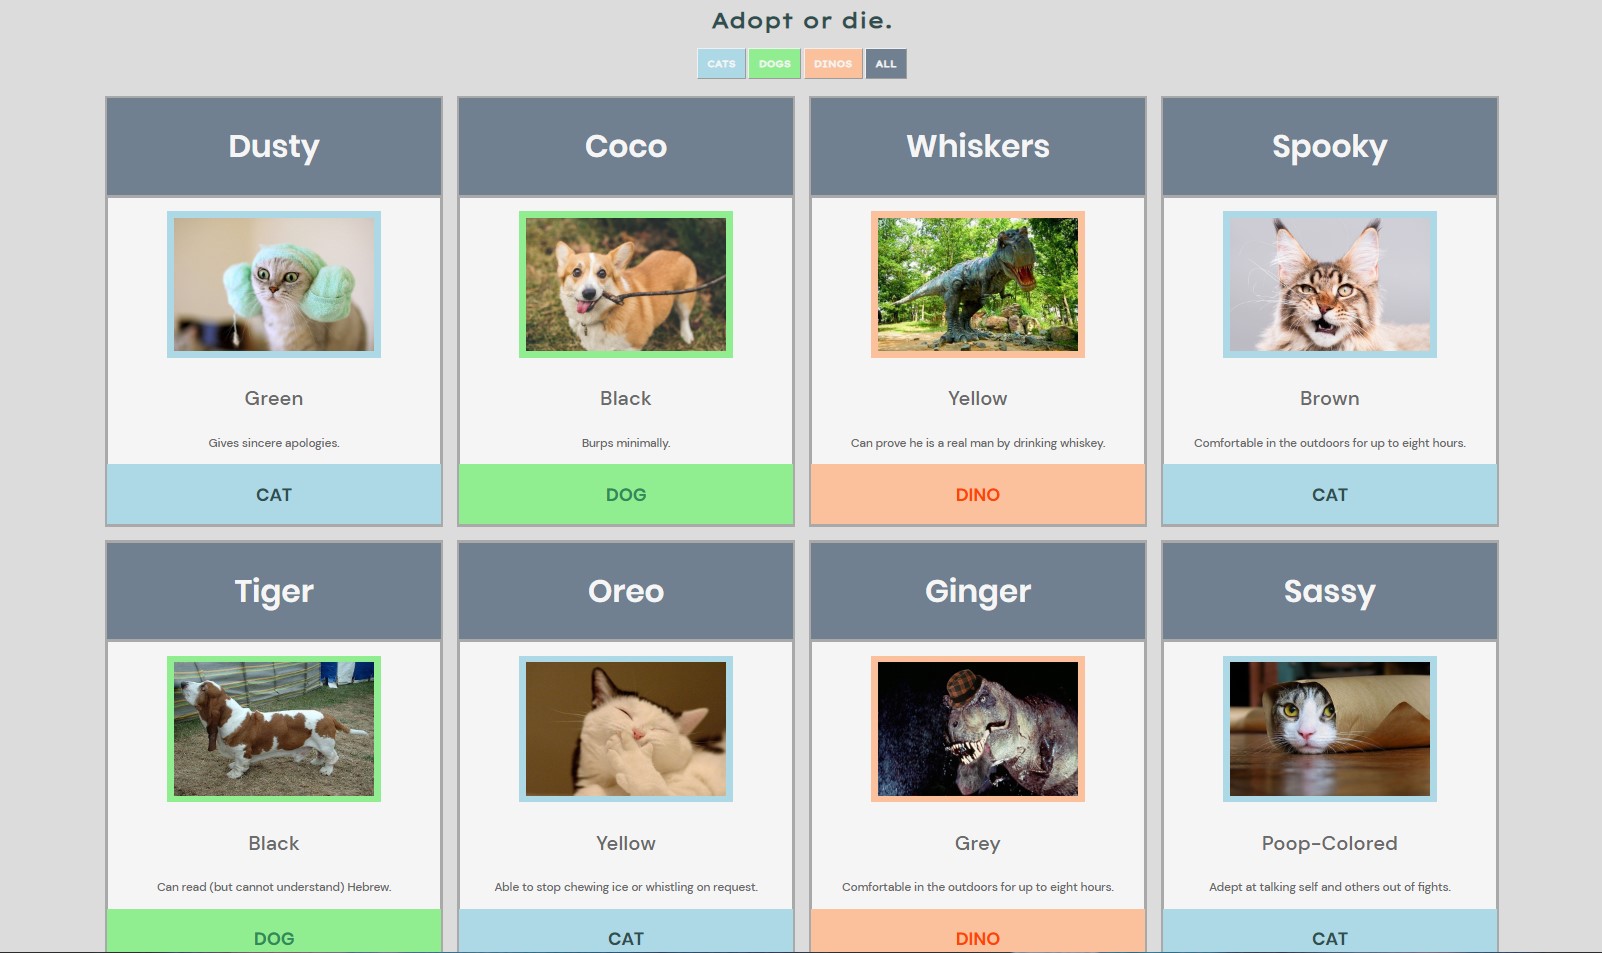 Adopt or die.
CATS DOGS DINOS ALL
Dusty
Green
Gives sincere apologies.
CAT
Coco
Black
Burps minimally.
DOG
Whiskers
Yellow
Can prove he is a real man by drinking whiskey.
DINO
Spooky
Brown
Comfortable in the outdoors for up to eight hours.
CAT
Tiger
Black
Can read (but cannot understand) Hebrew.
DOG
Oreo
Yellow
Able to stop chewing ice or whistling on request.
CAT
Ginger
Grey
Comfortable in the outdoors for up to eight hours.
DINO
Sassy
Poop-Colored
Adept at talking self and others out of fights.
CAT